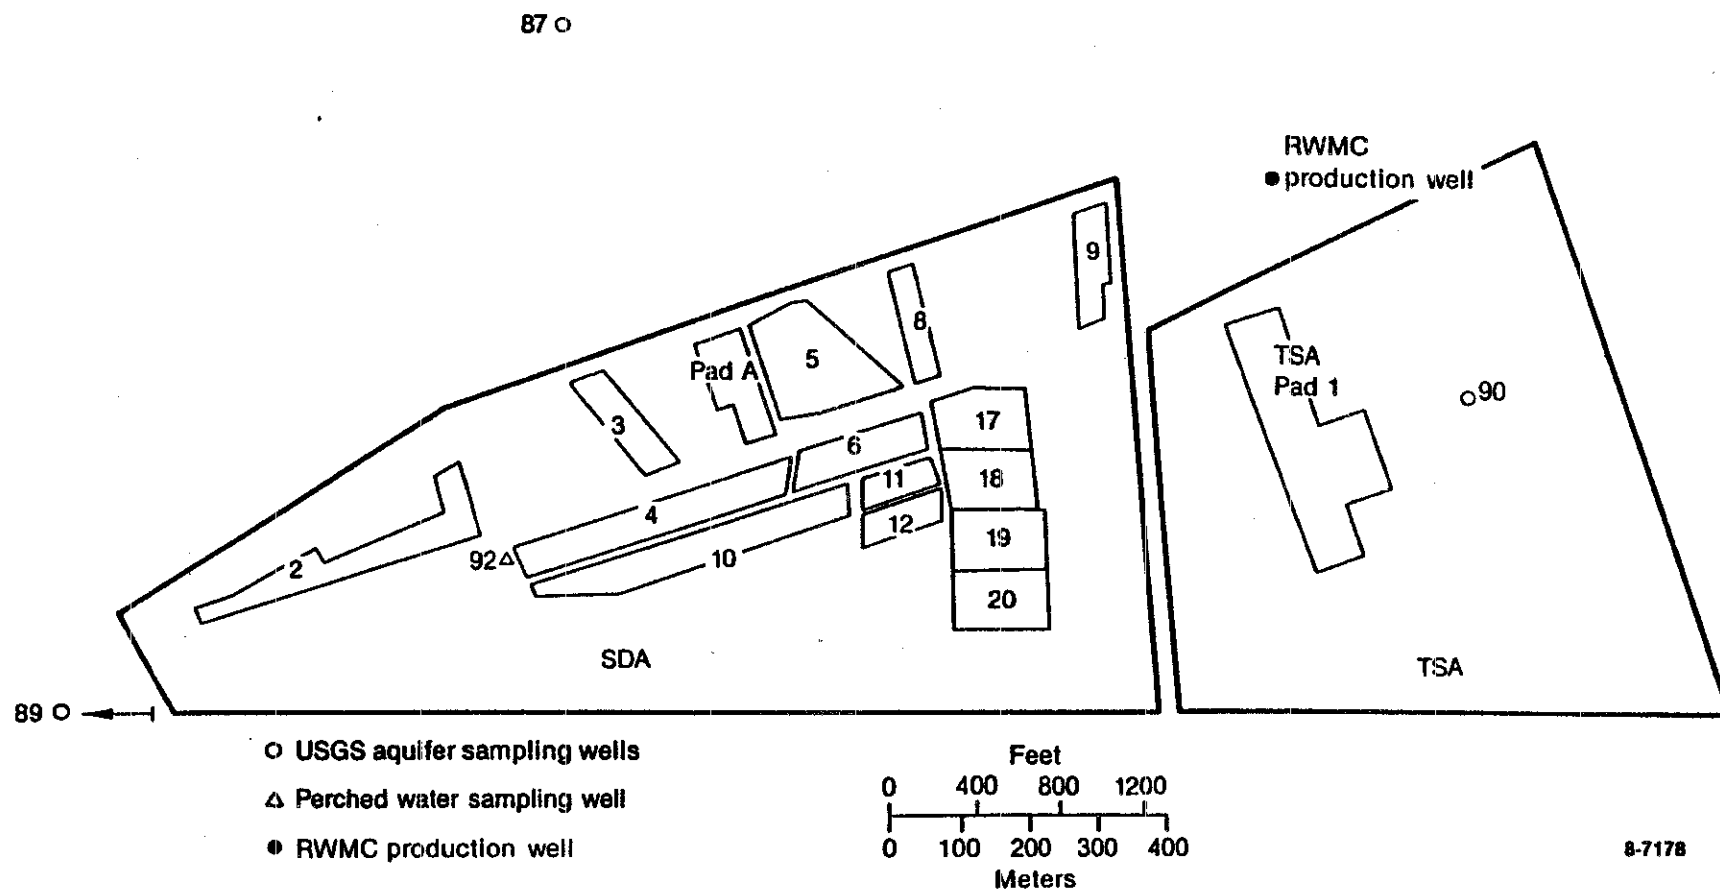 87
RWMC
production well
9
8
5
TSA
Pad 1
Pad A
90
3
17
6
11
18
4
12
19
92
10
2
20
SDA
TSA
89
USGS aquifer sampling wells
Perched water sampling well
RWMC production well
Feet
0 400 800 1200
0 100 200 300 400
Meters
8-7178